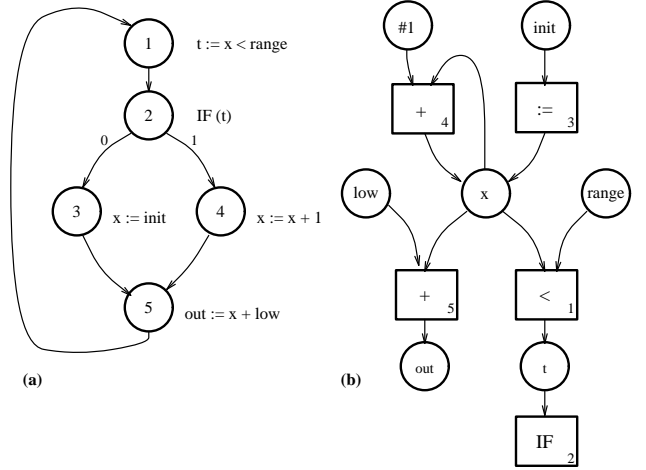 1 t := x < range
2 IF (t)
0 1
3 x := init 4 x := x + 1
5 out := x + low
(a)
#1 init
+ 4 := 3
low x range
+ 5 < 1
out t
IF 2
(b)